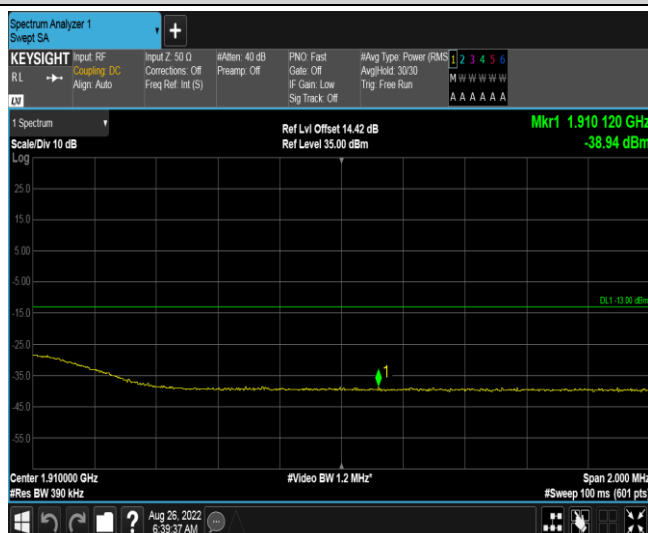 Spectrum Analyzer 1
Swept SA
+
KEYSIGHT
RL
Input: RF
Coupling: DC
Align: Auto
Input Z: 50 Ω
Corrections: Off
Freq Ref: Int (S)
#Atten: 40 dB
Preamp: Off
PNO: Fast
Gate: Off
IF Gain: Low
Sig Track: Off
#Avg Type: Power (RMS
Avg|Hold: 30/30
Trig: Free Run
1 2 3 4 5 6
M W W W W W
A A A A A A
LXI
1 Spectrum
Scale/Div 10 dB
Log
Ref Lvl Offset 14.42 dB
Ref Level 35.00 dBm
Mkr1 1.910 120 GHz
-38.94 dBm
25.0
15.0
5.00
-5.00
-15.0
-25.0
-35.0
-45.0
-55.0
DL1 -13.00 dBm
1
Center 1.910000 GHz
#Res BW 390 kHz
#Video BW 1.2 MHz*
Span 2.000 MHz
#Sweep 100 ms (601 pts)
?
Aug 26, 2022
6:39:37 AM